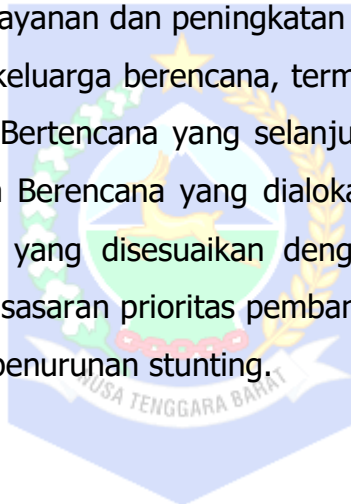 ayanan dan peningkatan
keluarga berencana, term
Bertencana yang selanju
Berencana yang dialoka
yang disesuaikan deng
sasaran prioritas pembar
penurunan stunting.
NUSA TENGGARA BARAT